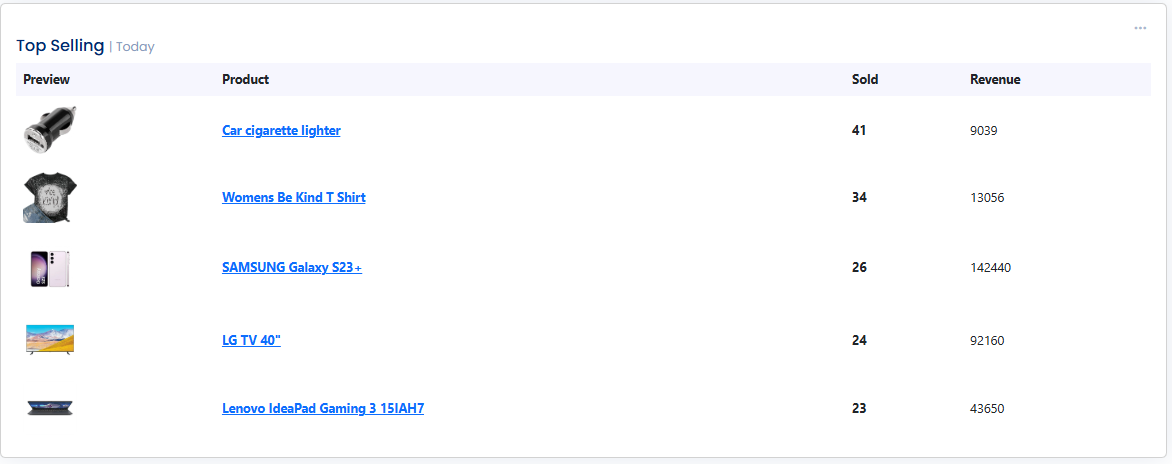 Top Selling | Today
Preview Product Sold Revenue
Car cigarette lighter 41 9039
Womens Be Kind T Shirt 34 13056
SAMSUNG Galaxy S23+ 26 142440
LG TV 40" 24 92160
Lenovo IdeaPad Gaming 3 15IAH7 23 43650